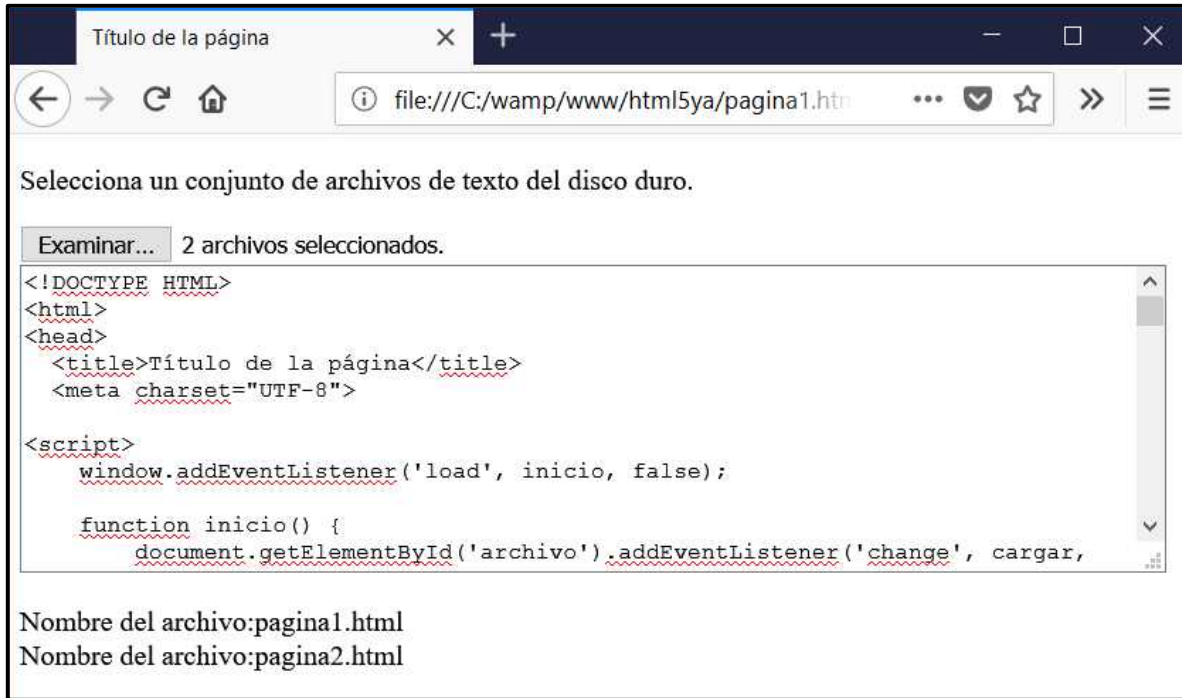 Título de la página
file:///C:/wamp/www/html5ya/pagina1.htm
Selecciona un conjunto de archivos de texto del disco duro.
Examinar... 2 archivos seleccionados.
<!DOCTYPE HTML>
<html>
<head>
  <title>Título de la página</title>
  <meta charset="UTF-8">
<script>
    window.addEventListener('load', inicio, false);
    function inicio() {
        document.getElementById('archivo').addEventListener('change', cargar,
Nombre del archivo:pagina1.html
Nombre del archivo:pagina2.html